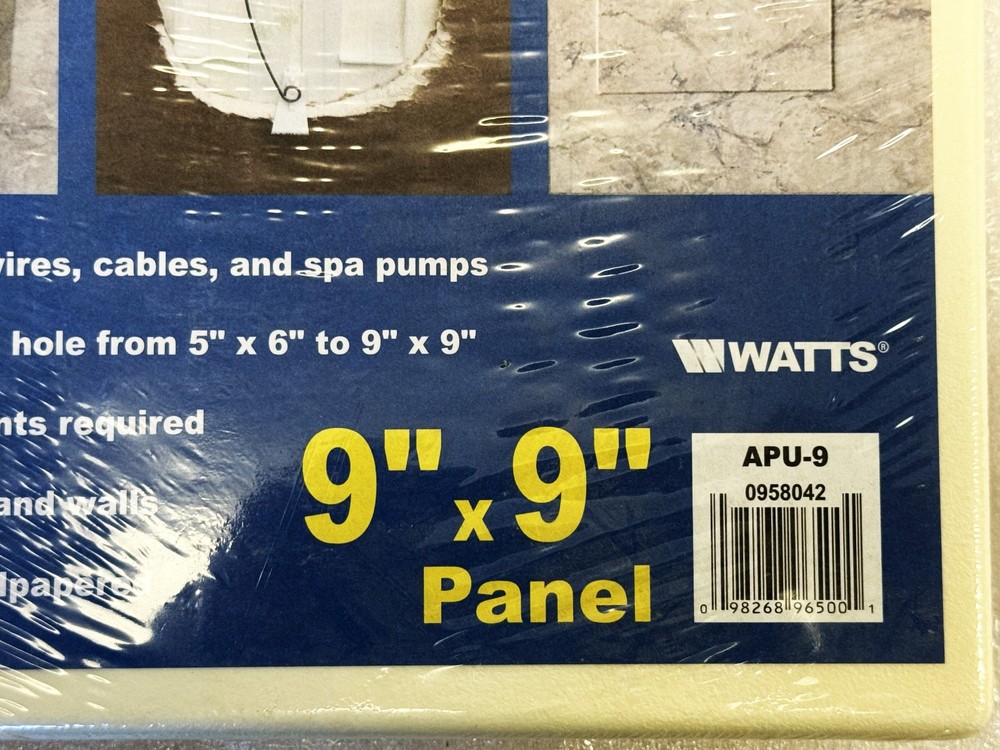 wires, cables, and spa pumps
hole from 5" x 6" to 9" x 9"
WATTS®
nts required
9" x 9"
APU-9
0958042
and walls
lpapered
Panel
0 98268 96500 1